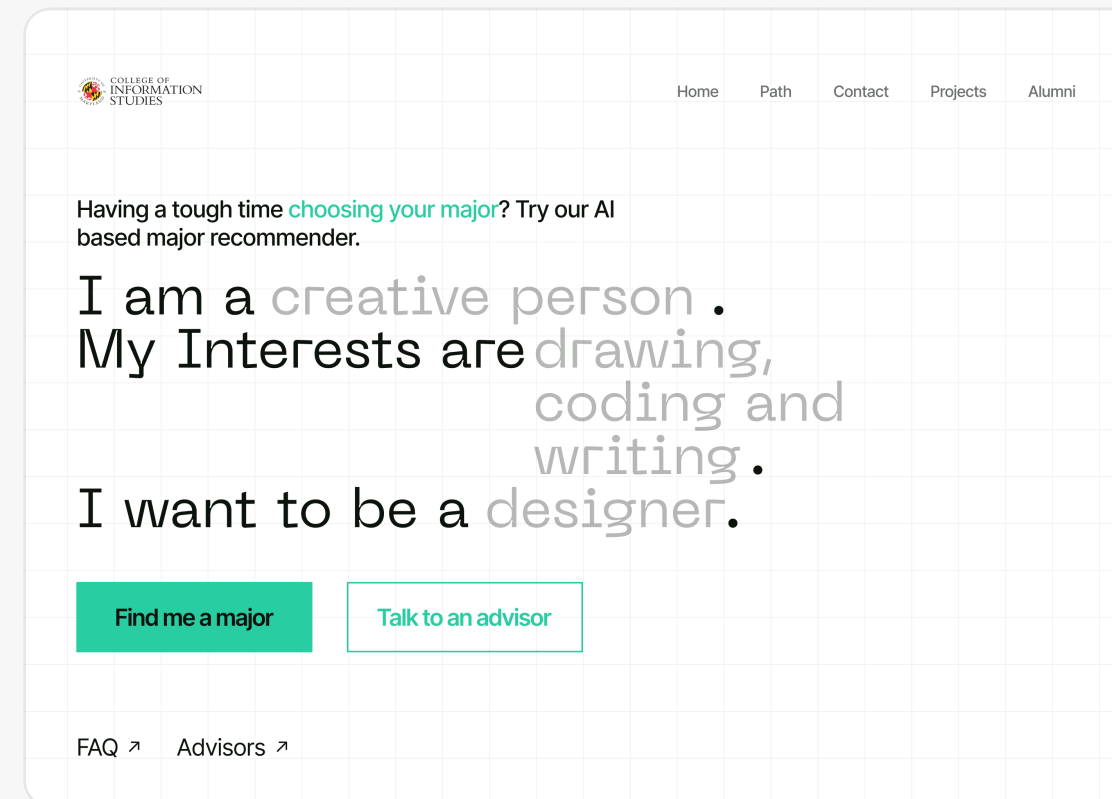 COLLEGE OF
INFORMATION
STUDIES
Home Path Contact Projects Alumni
Having a tough time choosing your major? Try our AI
based major recommender.
I am a creative person .
My Interests are drawing,
coding and
writing .
I want to be a designer.
Find me a major Talk to an advisor
FAQ ↗ Advisors ↗